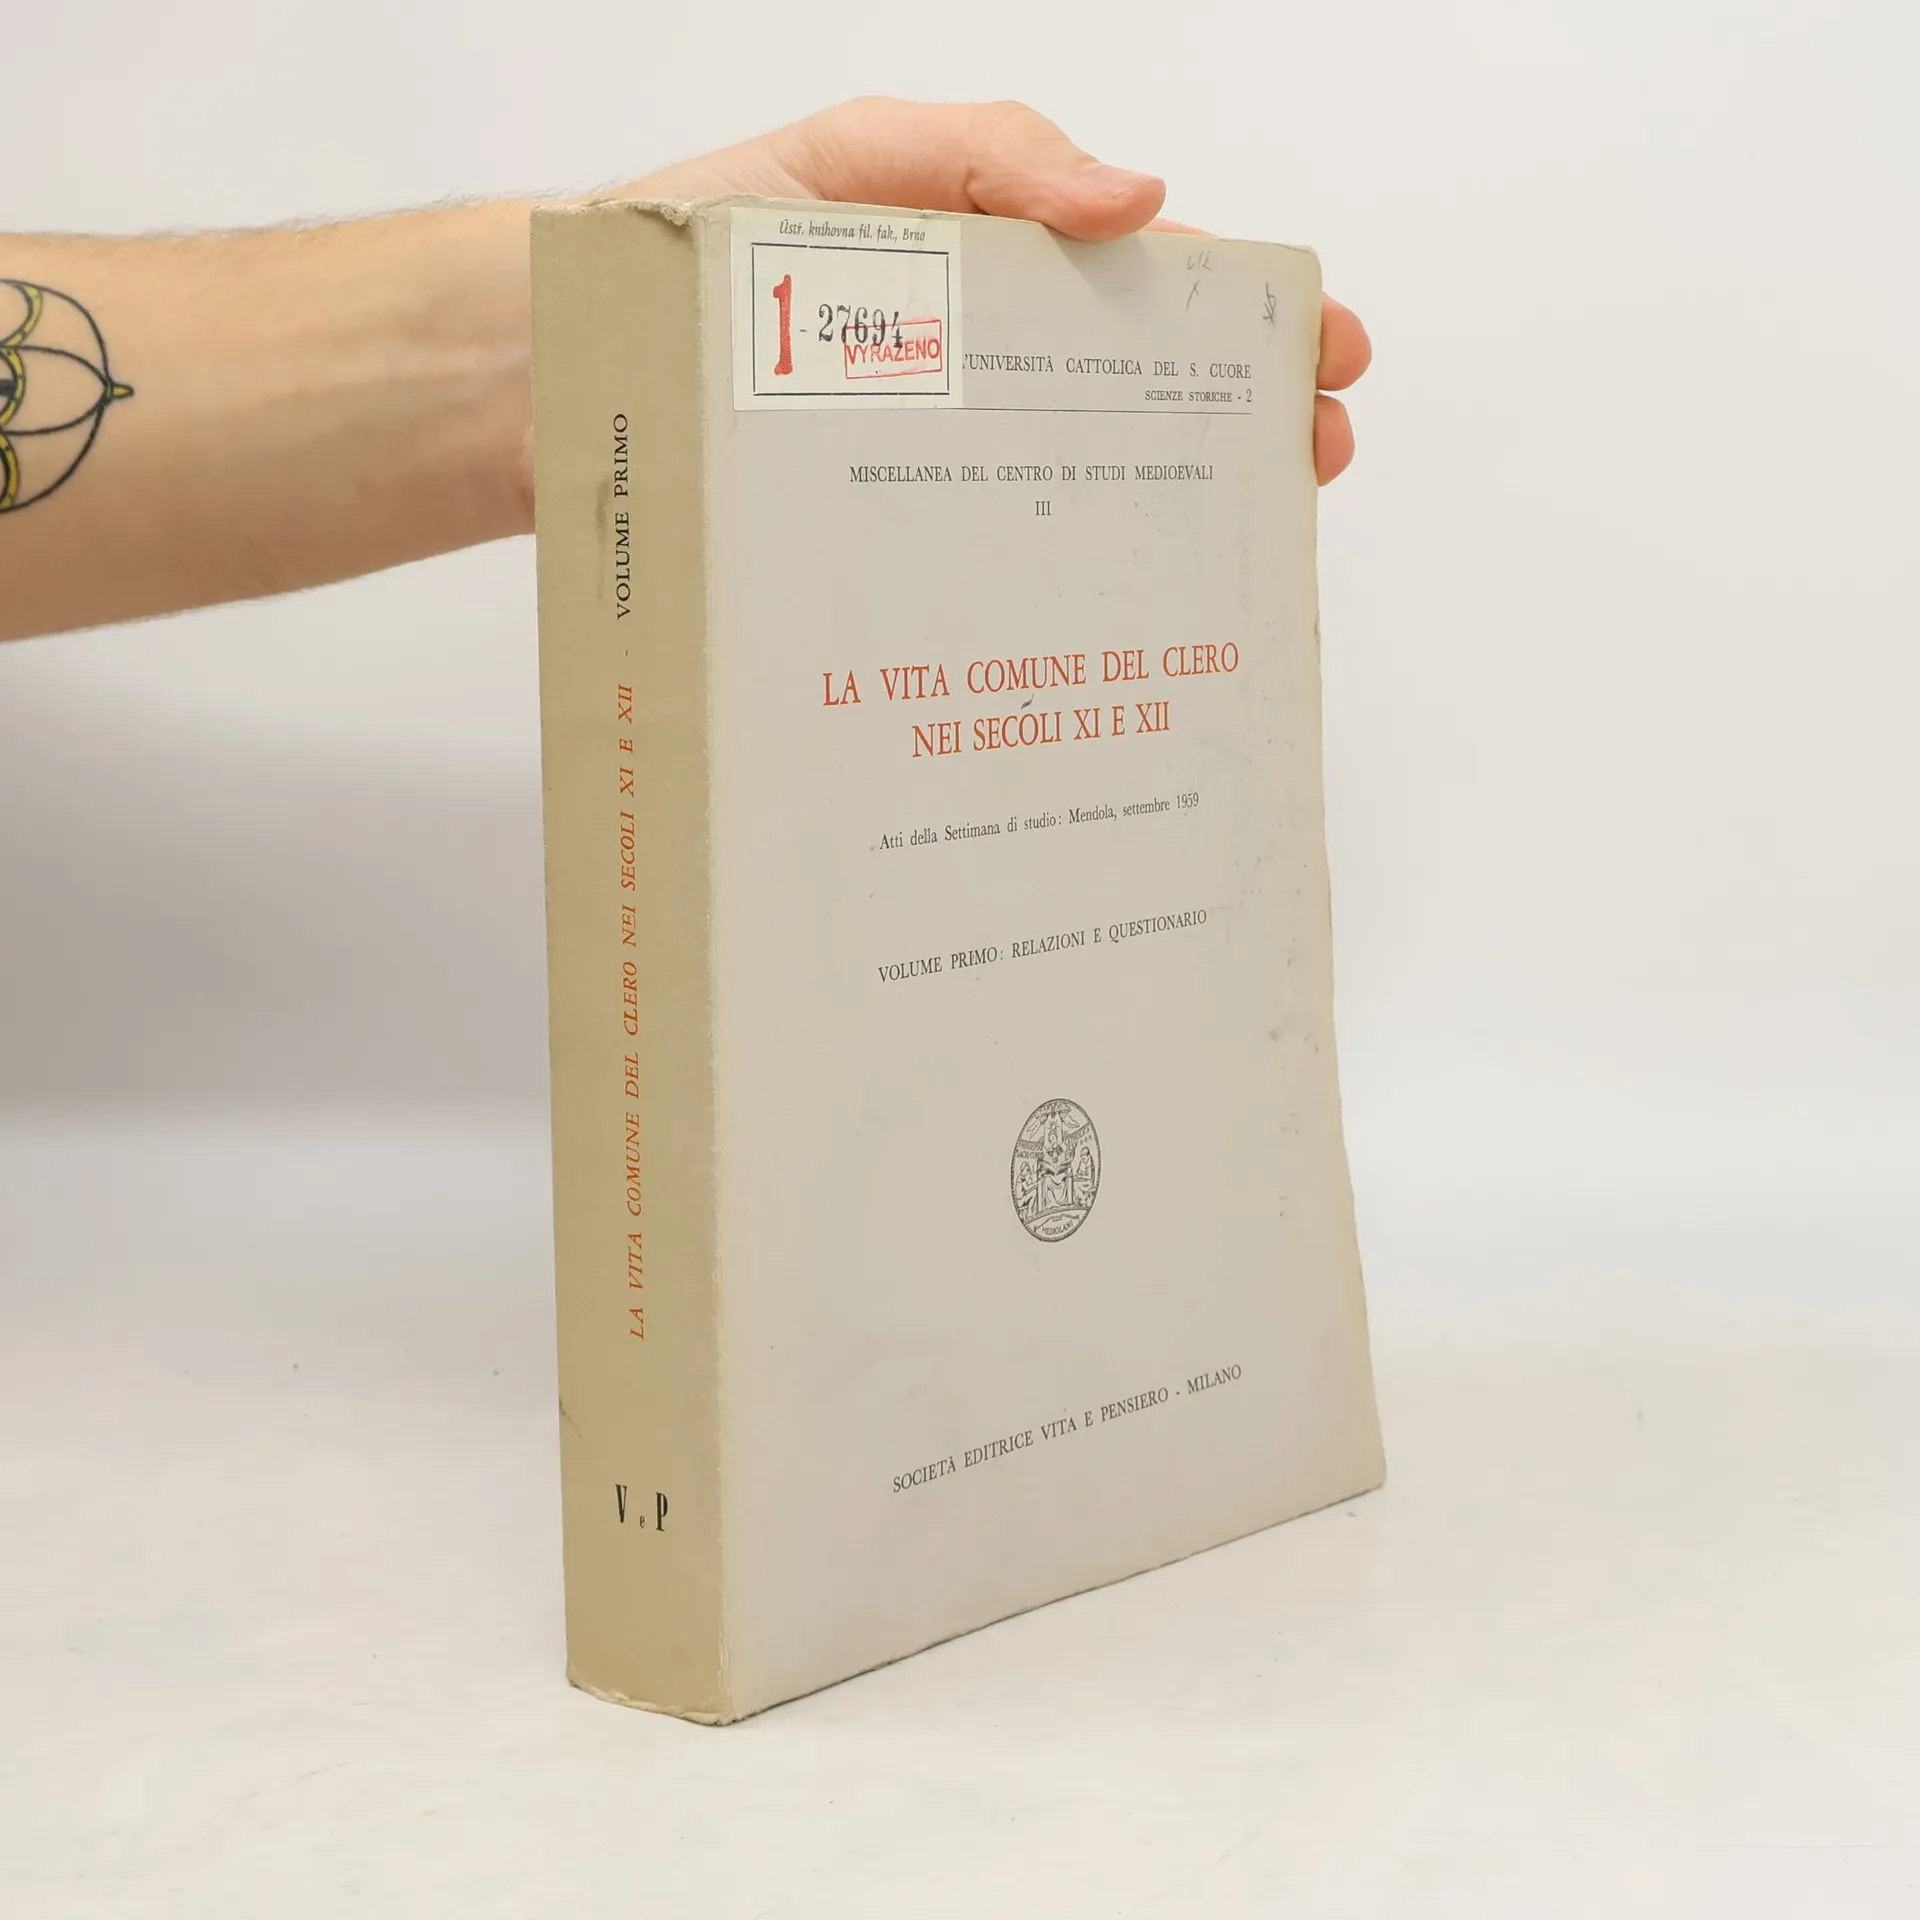 Ústř. knihovna fil. fak., Brno
1 - 27694
VYŘAZENO
L'UNIVERSITÀ CATTOLICA DEL S. CUORE
SCIENZE STORICHE - 2
MISCELLANEA DEL CENTRO DI STUDI MEDIOEVALI
III
LA VITA COMUNE DEL CLERO
NEI SECOLI XI E XII
Atti della Settimana di studio: Mendola, settembre 1959
VOLUME PRIMO: RELAZIONI E QUESTIONARIO
MEDIOLANI
SOCIETÀ EDITRICE VITA E PENSIERO - MILANO
LA VITA COMUNE DEL CLERO NEI SECOLI XI E XII - VOLUME PRIMO
V e P